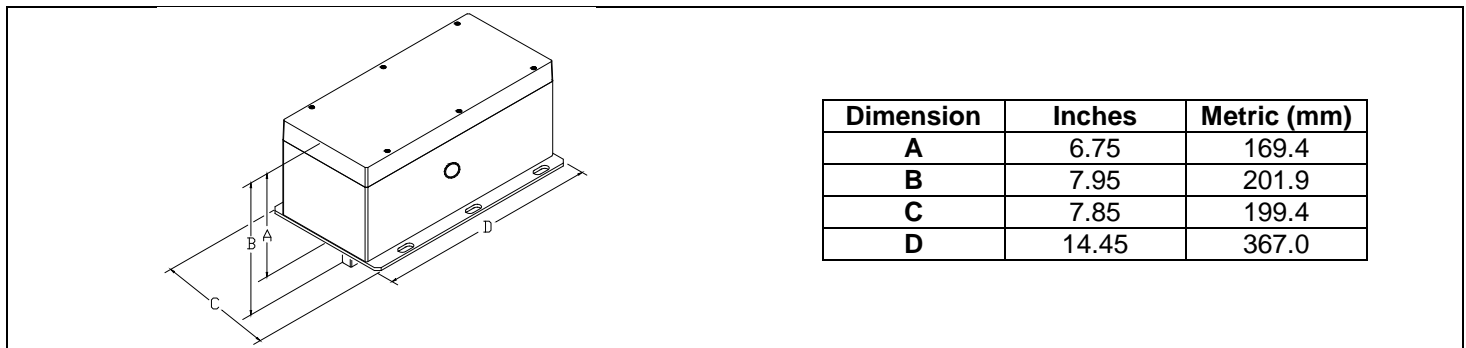 B A
C
D
Dimension Inches Metric (mm)
A 6.75 169.4
B 7.95 201.9
C 7.85 199.4
D 14.45 367.0